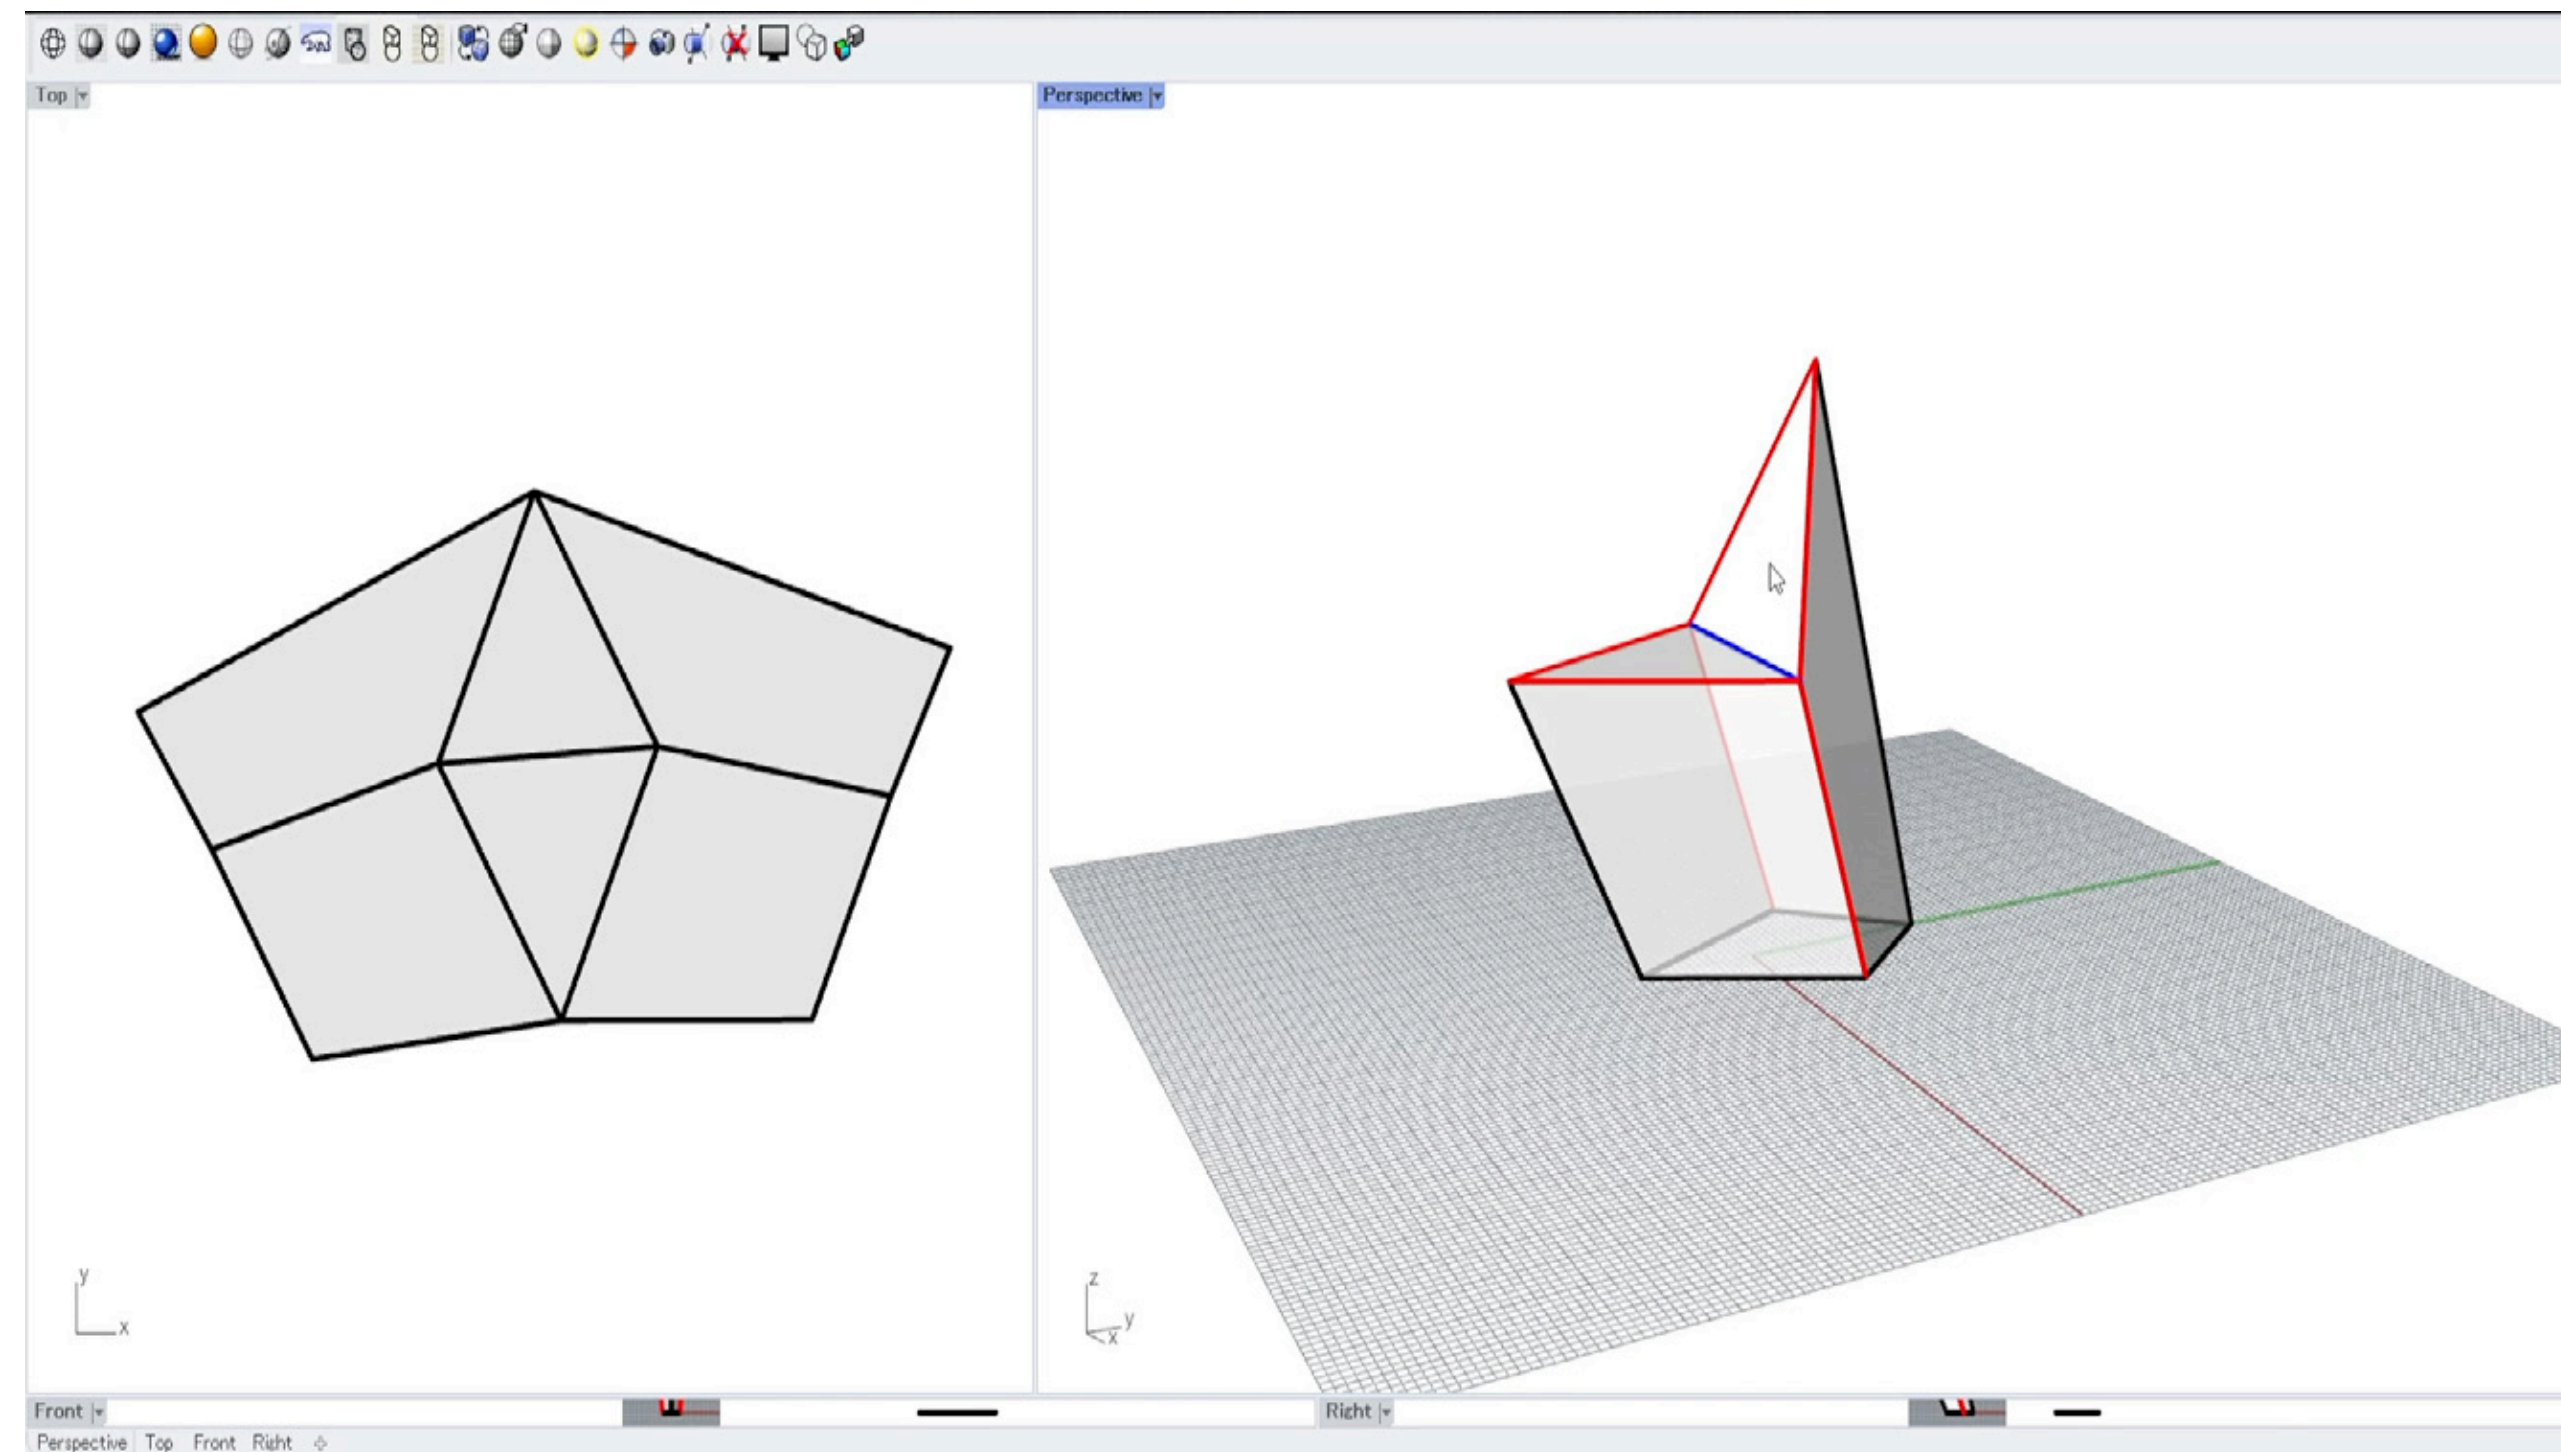 Top
Perspective
y
x
z
y
x
Front
Right
Perspective Top Front Right